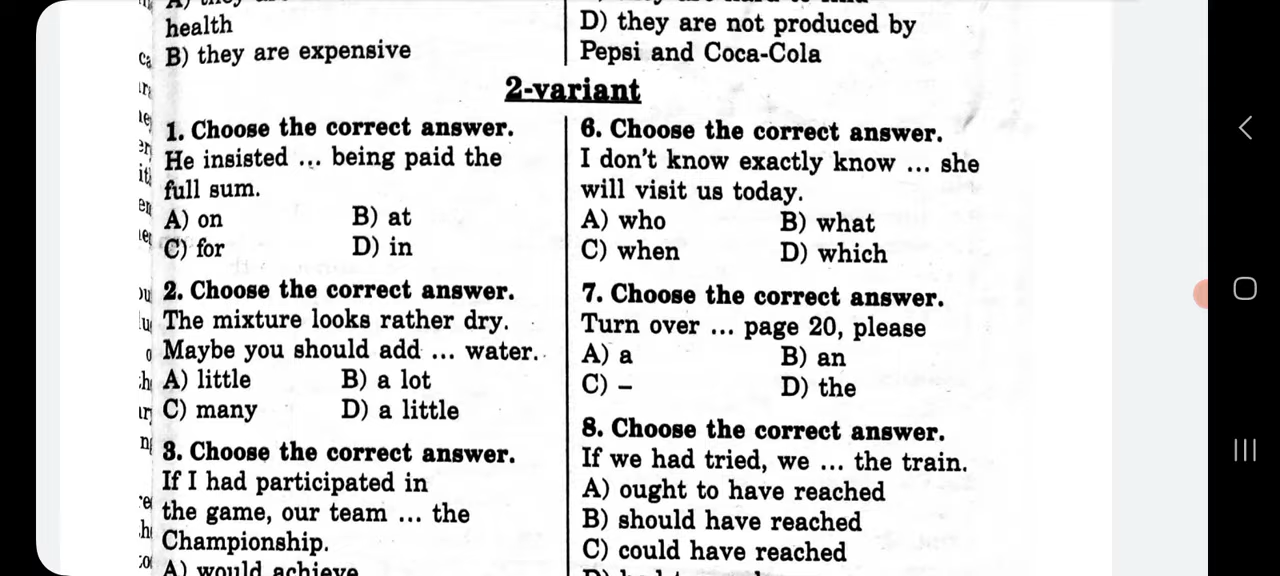 health
B) they are expensive
D) they are not produced by
Pepsi and Coca-Cola
2-variant
1. Choose the correct answer.
He insisted ... being paid the
full sum.
A) on B) at
C) for D) in
2. Choose the correct answer.
The mixture looks rather dry.
Maybe you should add ... water.
A) little B) a lot
C) many D) a little
3. Choose the correct answer.
If I had participated in
the game, our team ... the
Championship.
A) would achieve
6. Choose the correct answer.
I don't know exactly know ... she
will visit us today.
A) who B) what
C) when D) which
7. Choose the correct answer.
Turn over ... page 20, please
A) a B) an
C) – D) the
8. Choose the correct answer.
If we had tried, we ... the train.
A) ought to have reached
B) should have reached
C) could have reached